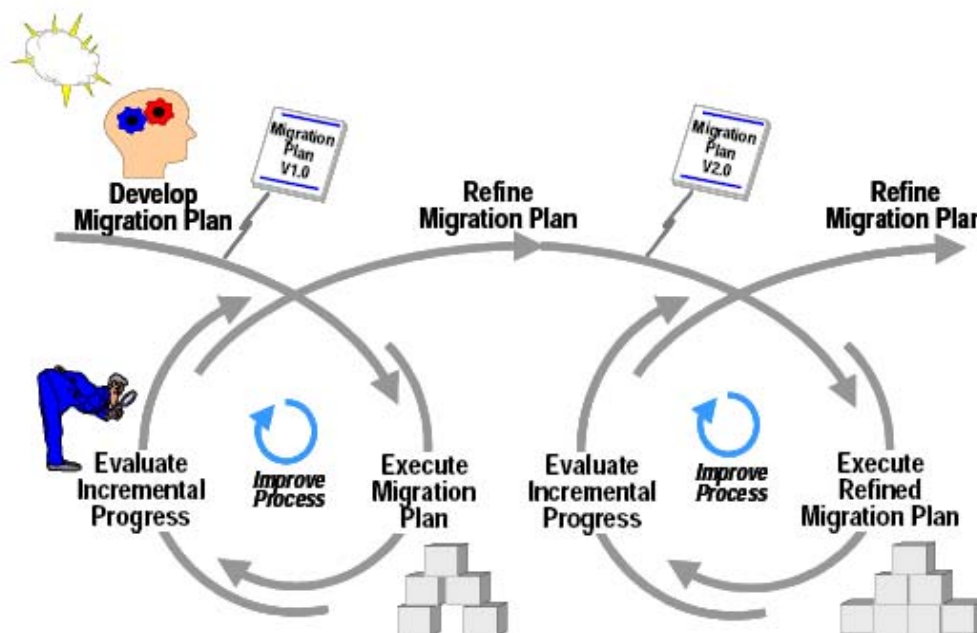 Develop
Migration Plan
Migration
Plan
V1.0
Refine
Migration Plan
Migration
Plan
V2.0
Refine
Migration Plan
Evaluate
Incremental
Progress
Improve
Process
Execute
Migration
Plan
Evaluate
Incremental
Progress
Improve
Process
Execute
Refined
Migration Plan